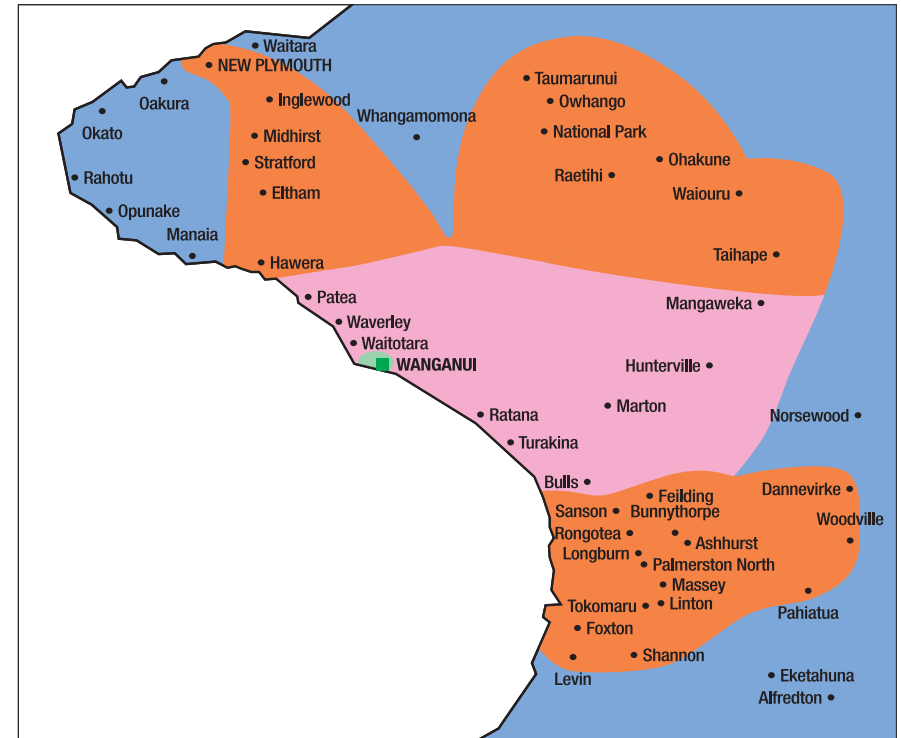 Waitara
NEW PLYMOUTH
Oakura
Okato
Inglewood
Whangamomona
Midhirst
Stratford
Rahotu
Eltham
Opunake
Manaia
Hawera
Taumarunui
Owhango
National Park
Ohakune
Raetihi
Waiouru
Taihape
Patea
Mangaweka
Waverley
Waitotara
WANGANUI
Hunterville
Marton
Ratana
Norsewood
Turakina
Bulls
Feilding
Dannevirke
Sanson
Bunnythorpe
Woodville
Rongotea
Ashhurst
Longburn
Palmerston North
Massey
Tokomaru
Linton
Pahiatua
Foxton
Shannon
Levin
Eketahuna
Alfredton